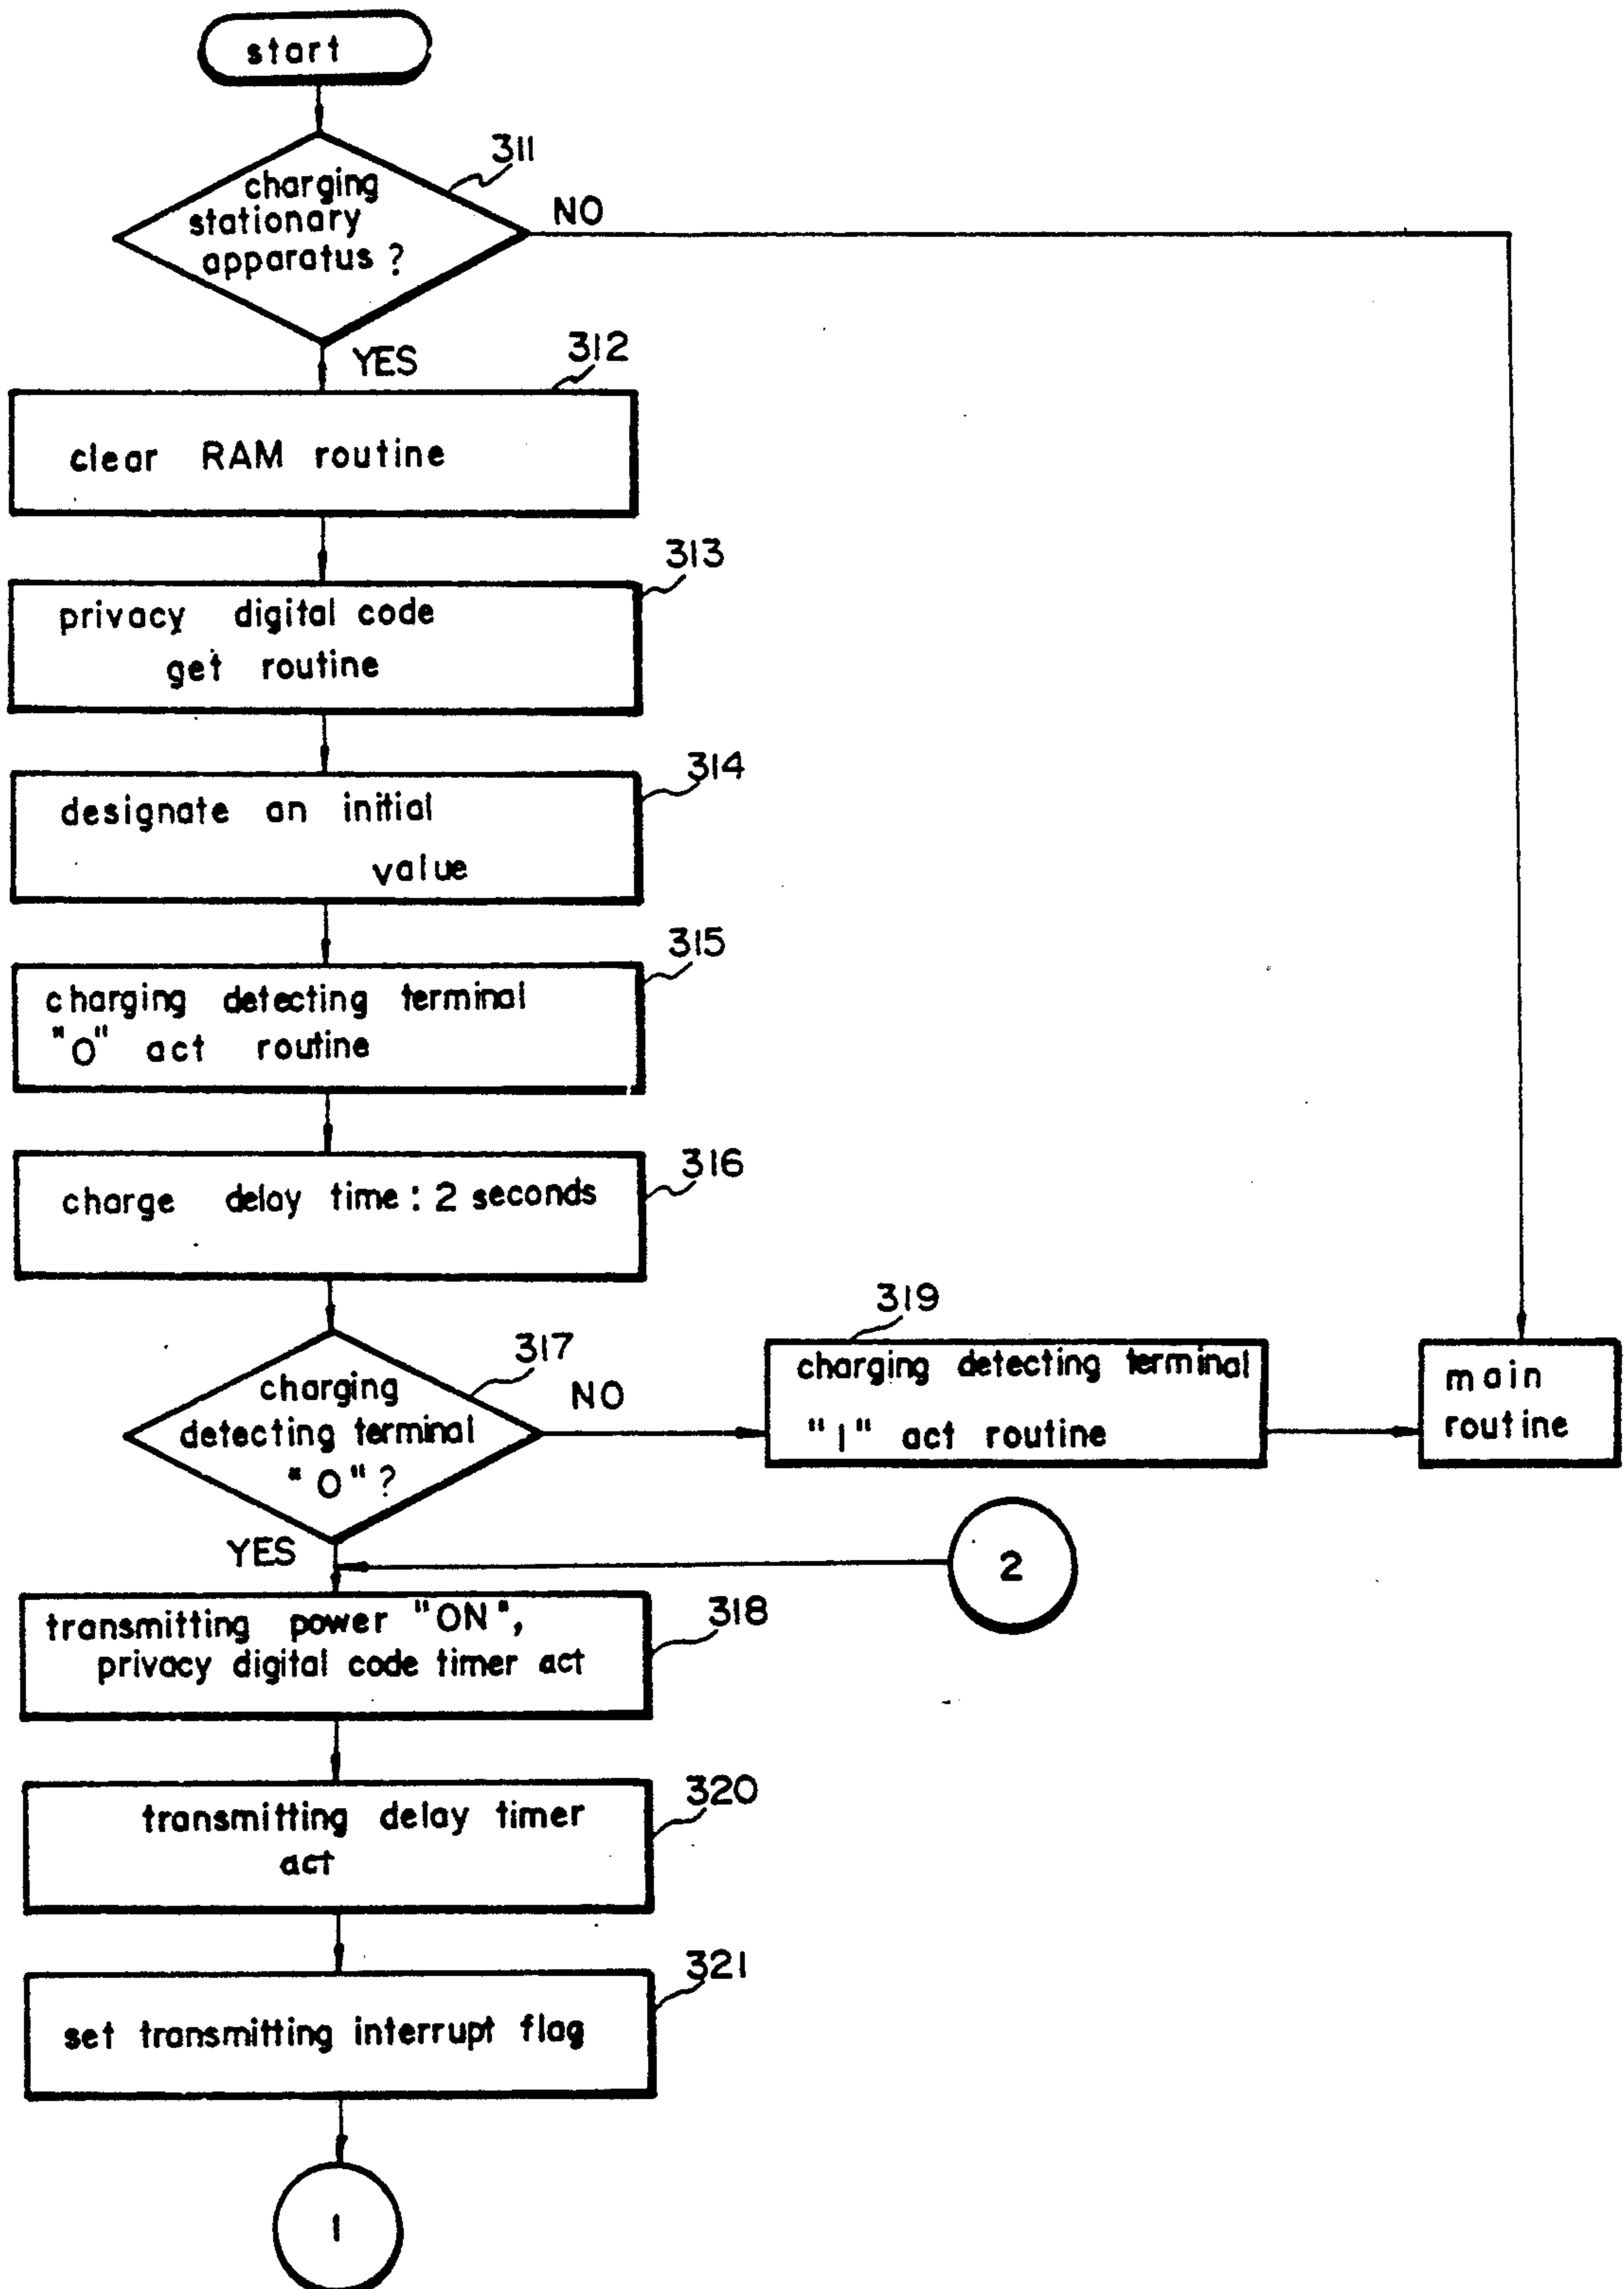 start
311
charging
stationary
apparatus?
NO
YES
312
clear RAM routine
313
privacy digital code
get routine
314
designate an initial
value
315
charging detecting terminal
"0" act routine
316
charge delay time: 2 seconds
317
charging
detecting terminal
"0"?
NO
319
charging detecting terminal
"1" act routine
main
routine
YES
2
318
transmitting power "ON",
privacy digital code timer act
320
transmitting delay timer
act
321
set transmitting interrupt flag
1